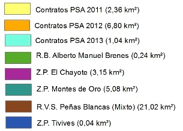 Contratos PSA 2011 (2,36 km²)
Contratos PSA 2012 (6,80 km²)
Contratos PSA 2013 (1,04 km²)
R.B. Alberto Manuel Brenes (0,24 km²)
Z.P. El Chayote (3,15 km²)
Z.P. Montes de Oro (5,08 km²)
R.V.S. Peñas Blancas (Mixto) (21,02 km²)
Z.P. Tivives (0,04 km²)